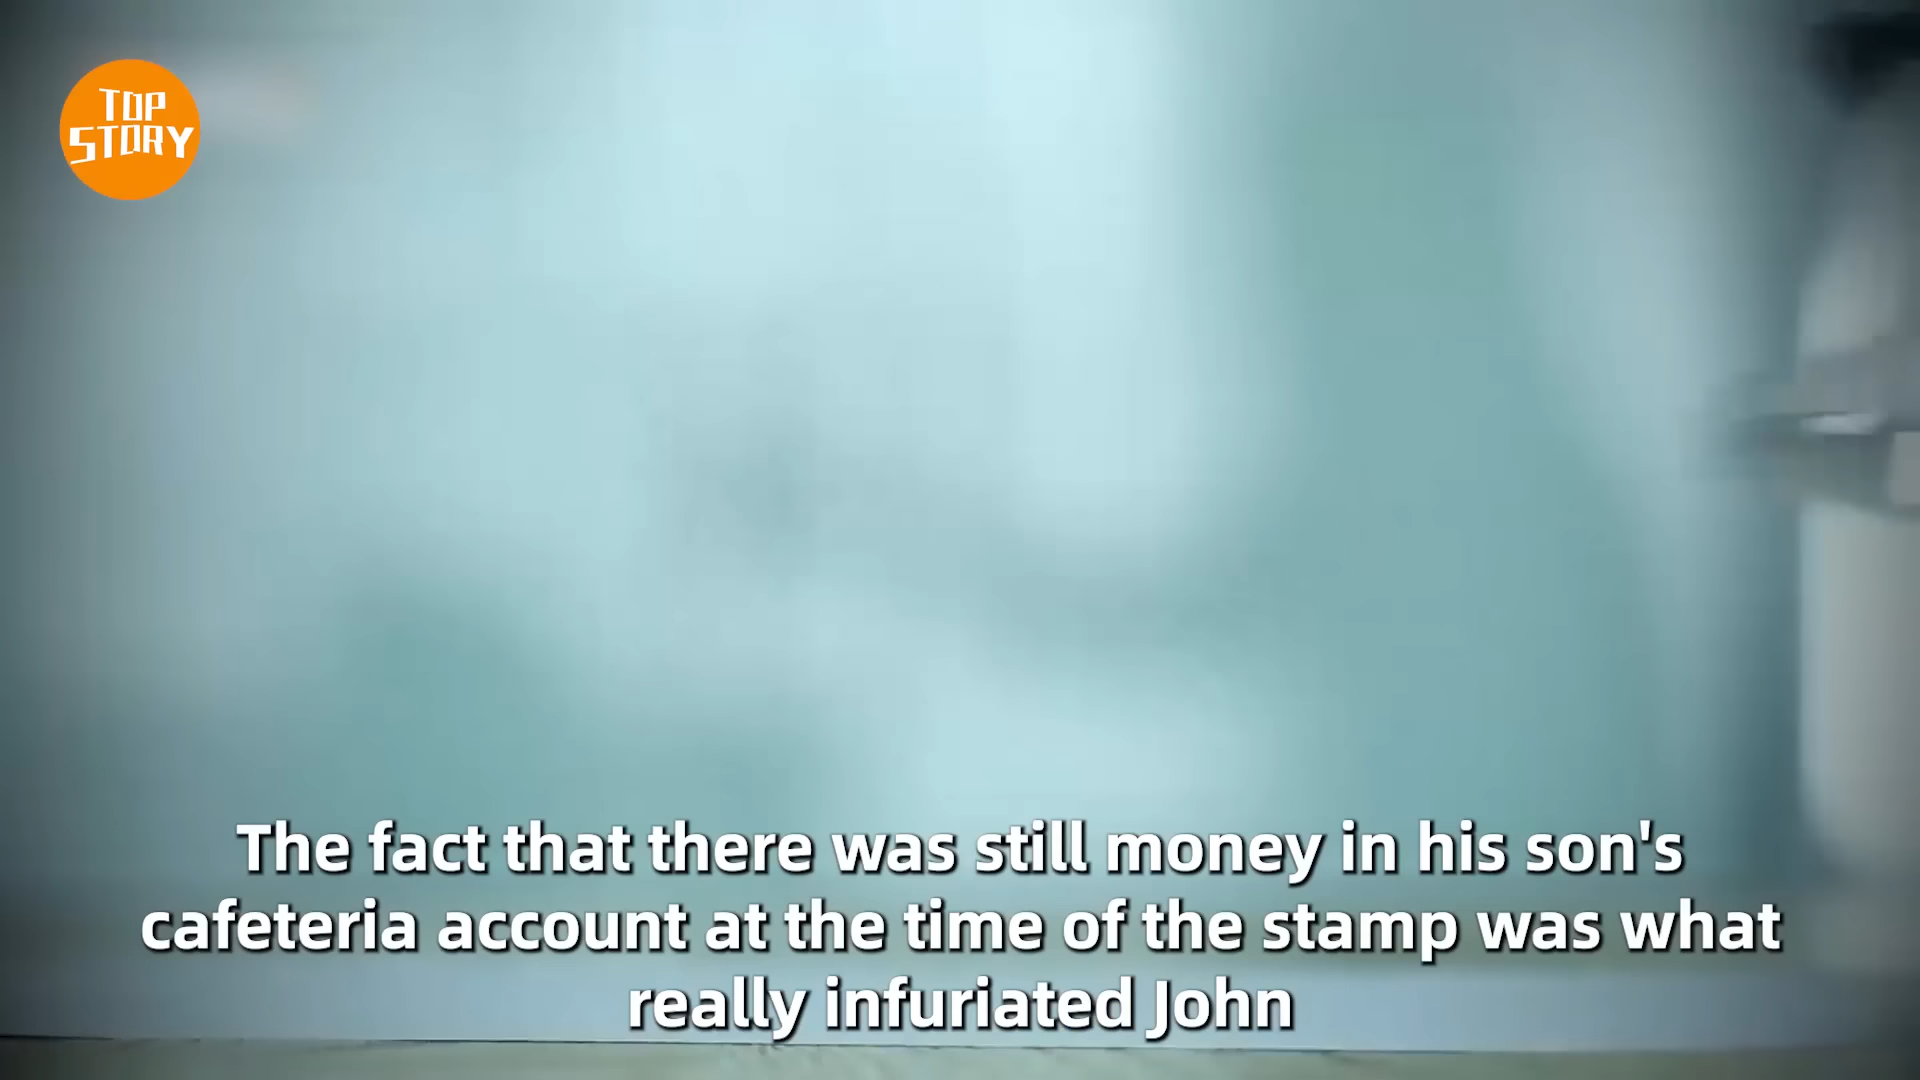 TOP
STORY
The fact that there was still money in his son's
cafeteria account at the time of the stamp was what
really infuriated John